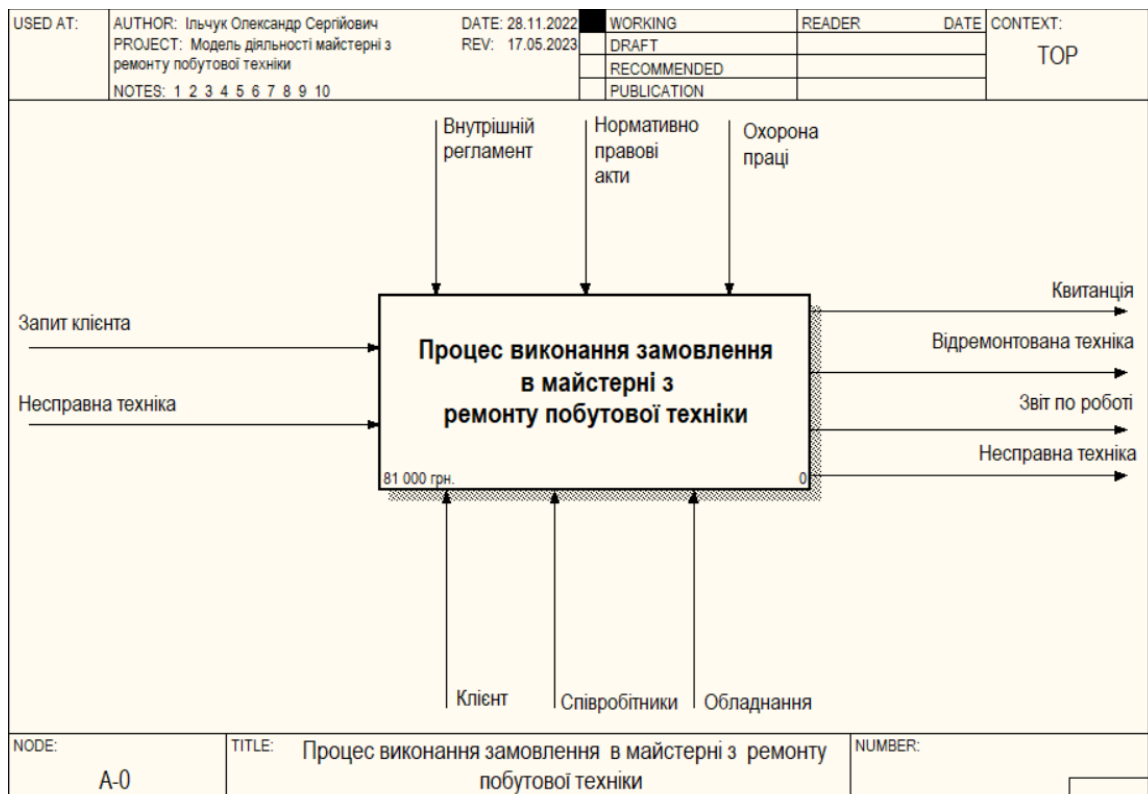 USED AT:
AUTHOR: Ільчук Олександр Сергійович
DATE: 28.11.2022
WORKING
READER
DATE
CONTEXT:
PROJECT: Модель діяльності майстерні з
REV: 17.05.2023
DRAFT
TOP
ремонту побутової техніки
RECOMMENDED
NOTES: 1 2 3 4 5 6 7 8 9 10
PUBLICATION
Внутрішній
регламент
Нормативно
правові
акти
Охорона
праці
Запит клієнта
Несправна техніка
Процес виконання замовлення
в майстерні з
ремонту побутової техніки
81 000 грн.
0
Квитанція
Відремонтована техніка
Звіт по роботі
Несправна техніка
Клієнт
Співробітники
Обладнання
NODE:
A-0
TITLE:
Процес виконання замовлення в майстерні з ремонту
побутової техніки
NUMBER: